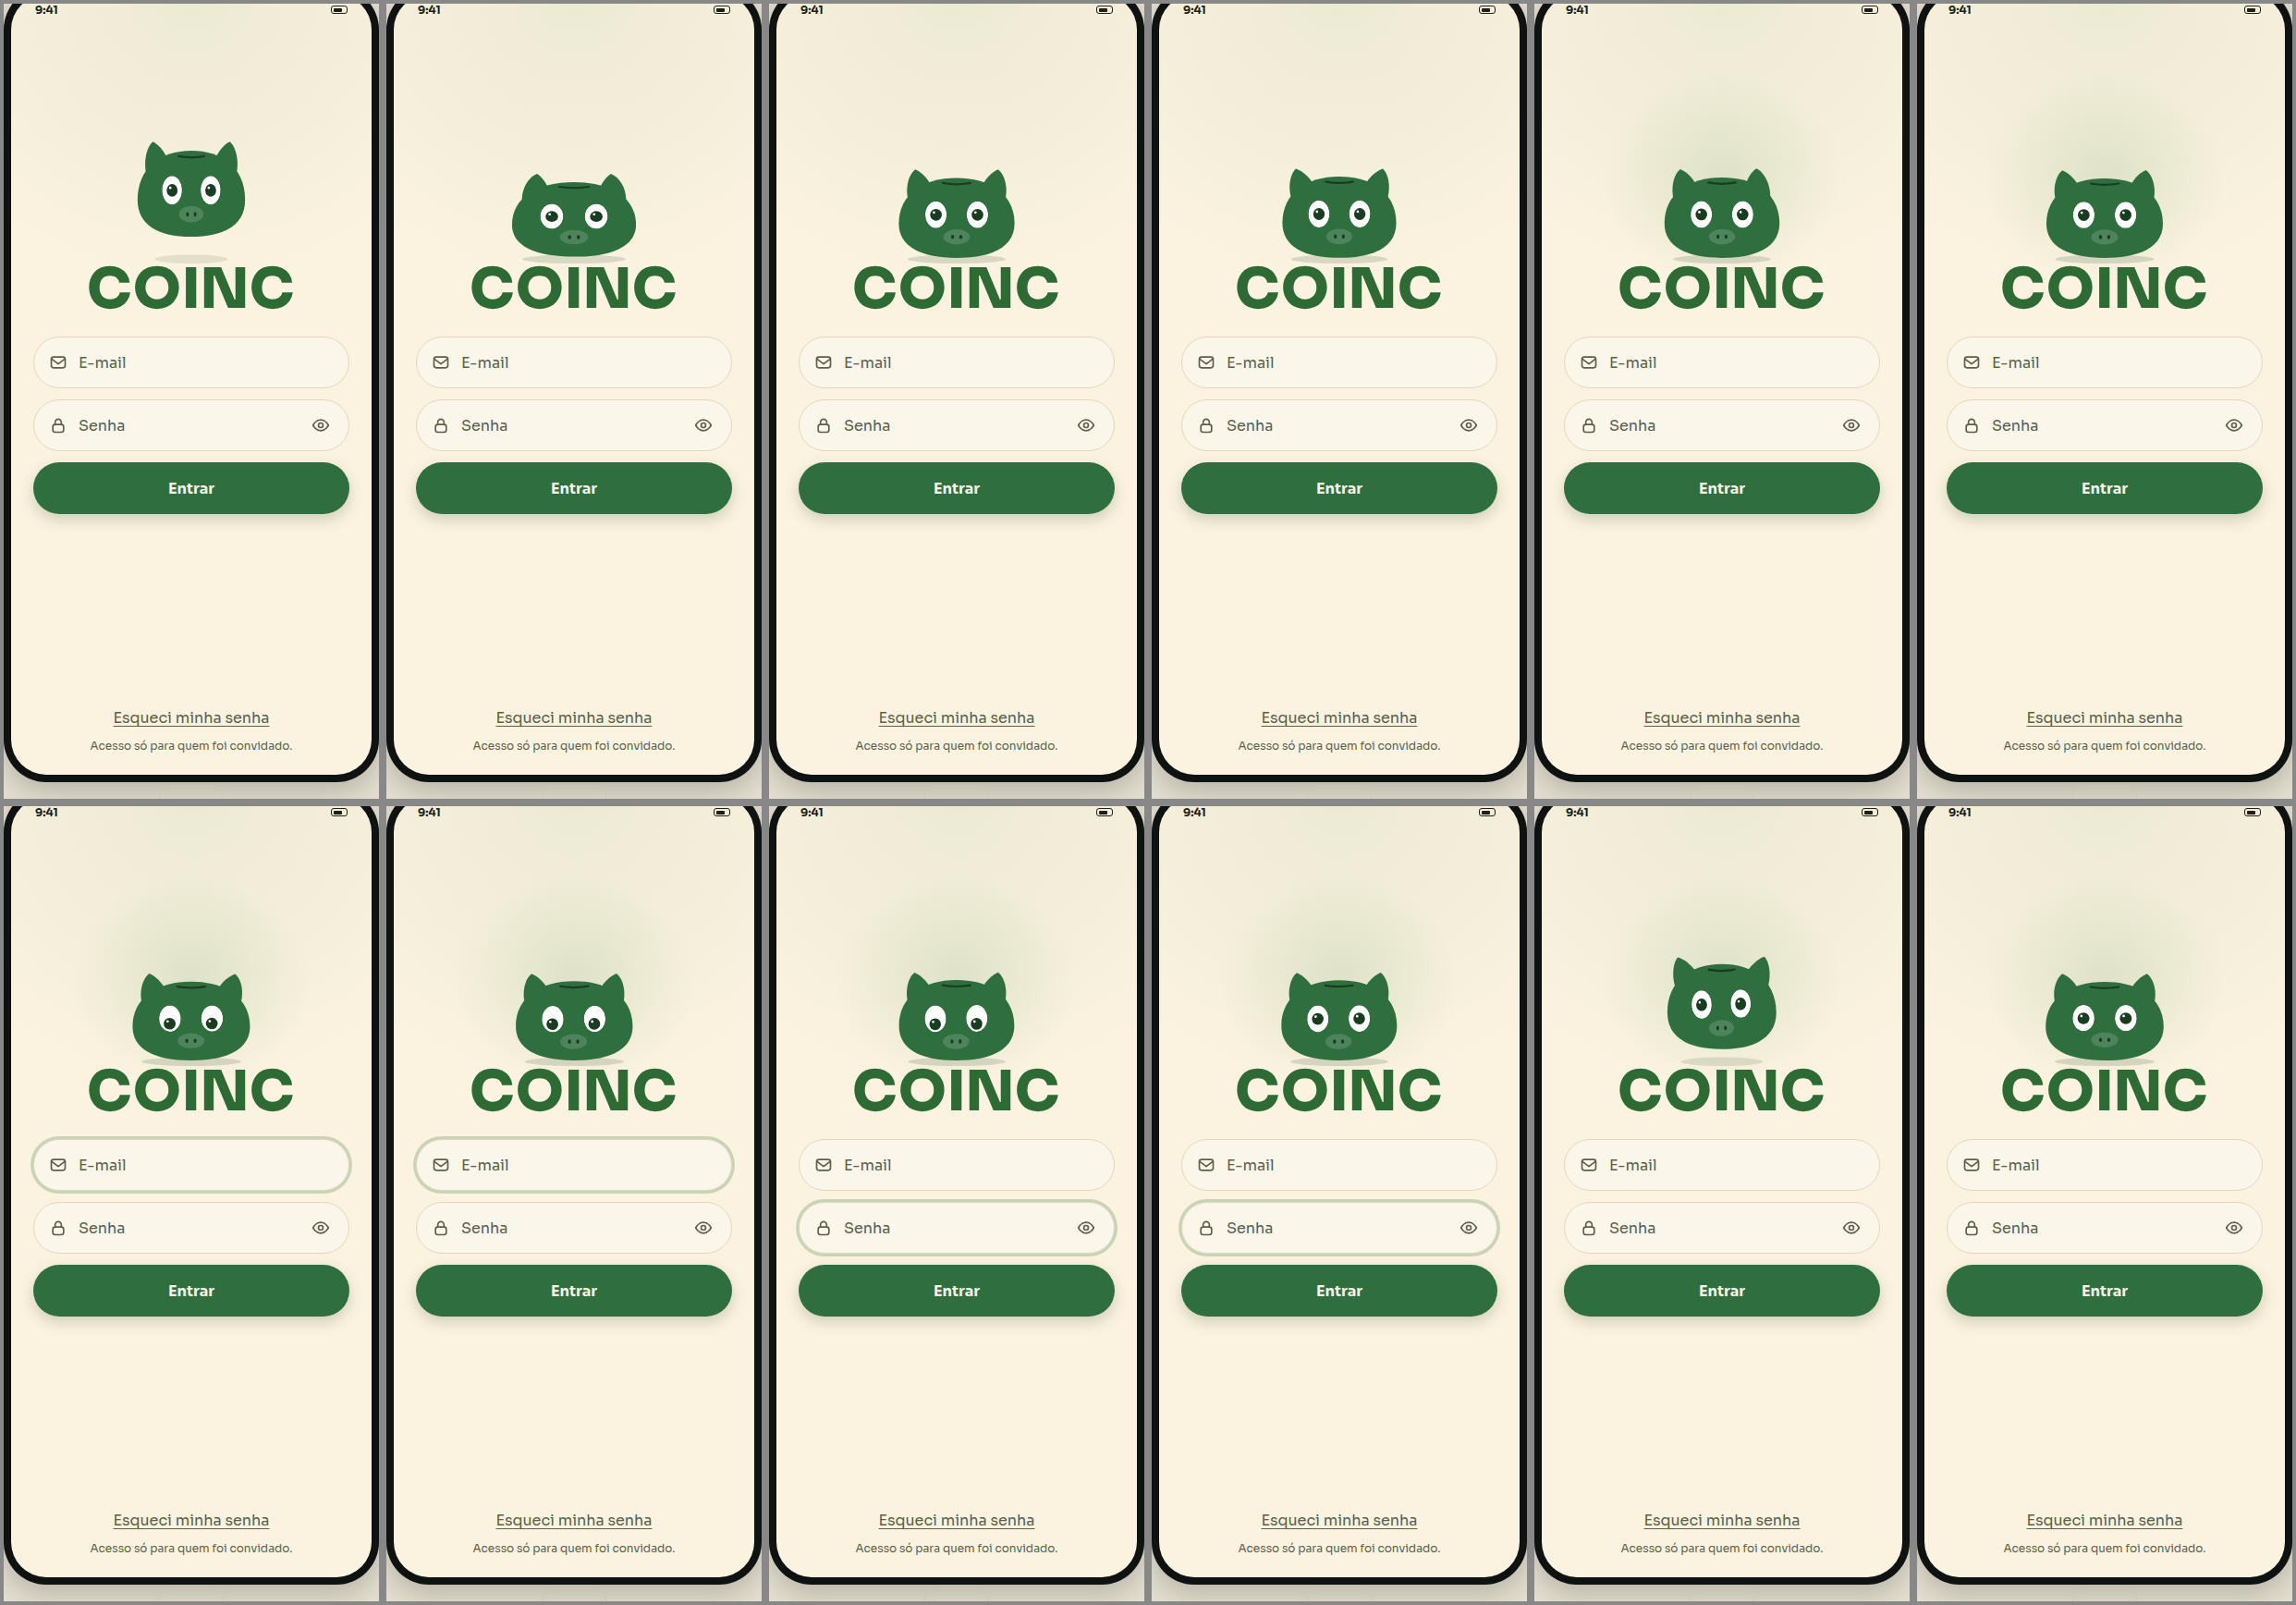 9:41
COINC
E-mail
Senha
Entrar
Esqueci minha senha
Acesso só para quem foi convidado.
9:41
COINC
E-mail
Senha
Entrar
Esqueci minha senha
Acesso só para quem foi convidado.
9:41
COINC
E-mail
Senha
Entrar
Esqueci minha senha
Acesso só para quem foi convidado.
9:41
COINC
E-mail
Senha
Entrar
Esqueci minha senha
Acesso só para quem foi convidado.
9:41
COINC
E-mail
Senha
Entrar
Esqueci minha senha
Acesso só para quem foi convidado.
9:41
COINC
E-mail
Senha
Entrar
Esqueci minha senha
Acesso só para quem foi convidado.
9:41
COINC
E-mail
Senha
Entrar
Esqueci minha senha
Acesso só para quem foi convidado.
9:41
COINC
E-mail
Senha
Entrar
Esqueci minha senha
Acesso só para quem foi convidado.
9:41
COINC
E-mail
Senha
Entrar
Esqueci minha senha
Acesso só para quem foi convidado.
9:41
COINC
E-mail
Senha
Entrar
Esqueci minha senha
Acesso só para quem foi convidado.
9:41
COINC
E-mail
Senha
Entrar
Esqueci minha senha
Acesso só para quem foi convidado.
9:41
COINC
E-mail
Senha
Entrar
Esqueci minha senha
Acesso só para quem foi convidado.